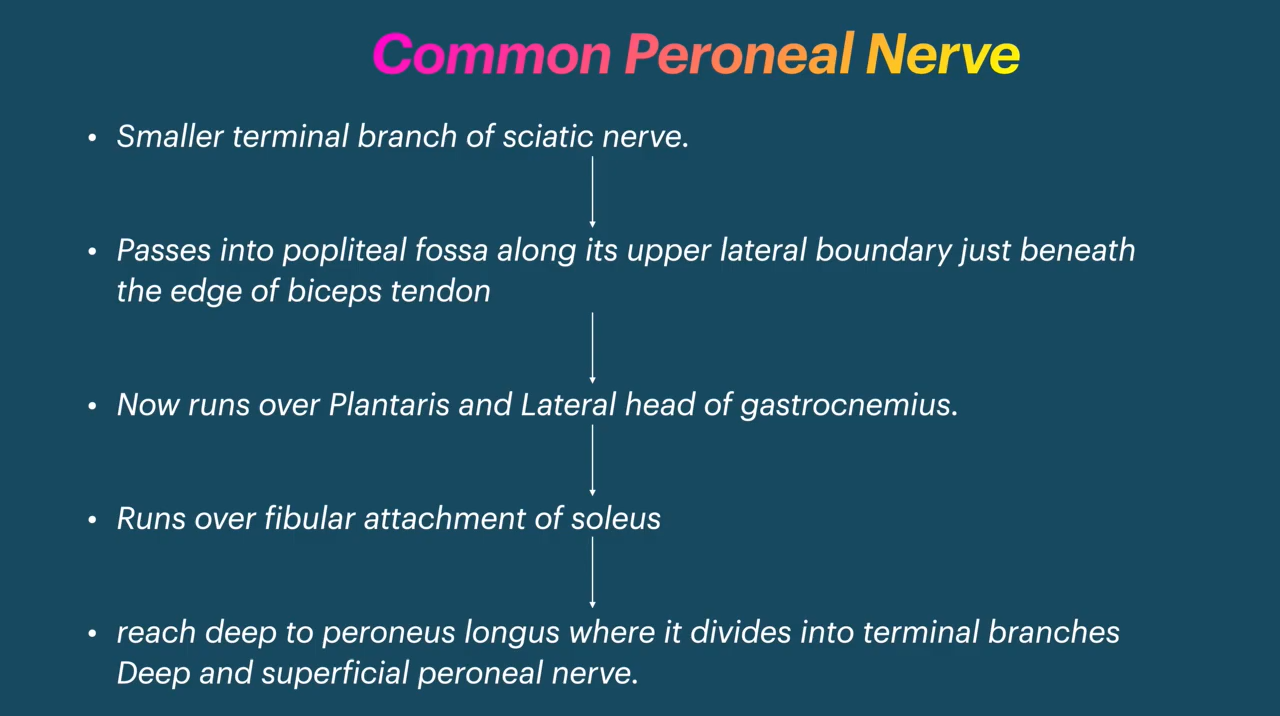 Common Peroneal Nerve
• Smaller terminal branch of sciatic nerve.
• Passes into popliteal fossa along its upper lateral boundary just beneath
the edge of biceps tendon
• Now runs over Plantaris and Lateral head of gastrocnemius.
• Runs over fibular attachment of soleus
• reach deep to peroneus longus where it divides into terminal branches
Deep and superficial peroneal nerve.